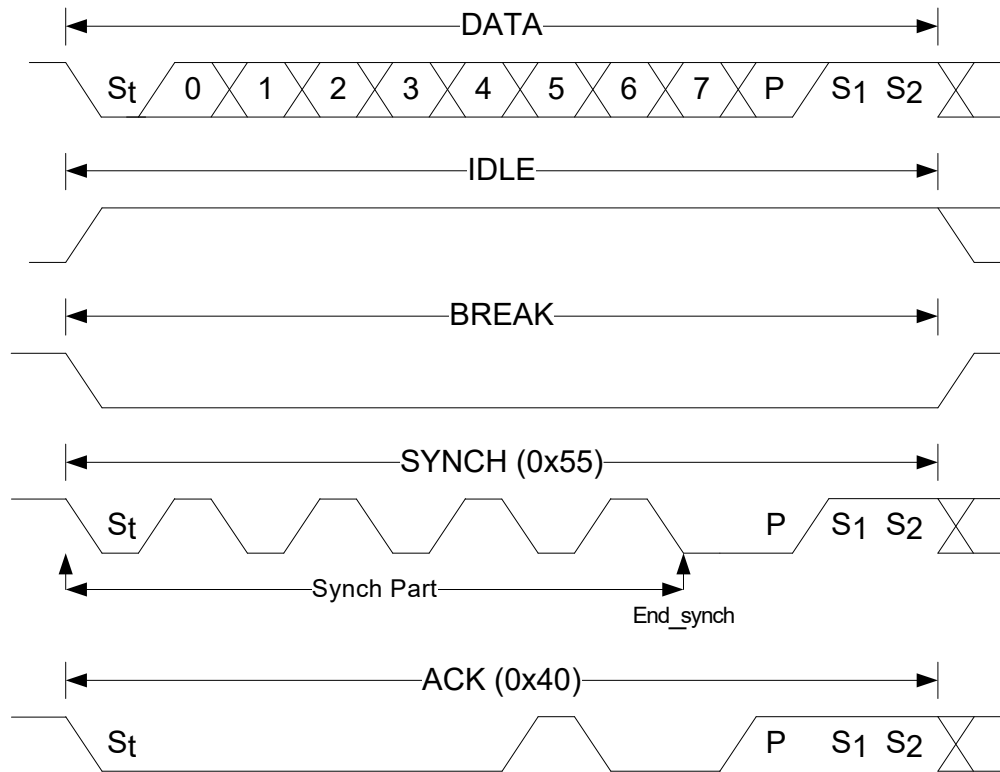 DATA
St 0 1 2 3 4 5 6 7 P S1 S2
IDLE
BREAK
SYNCH (0x55)
St P S1 S2
Synch Part
End_synch
ACK (0x40)
St P S1 S2